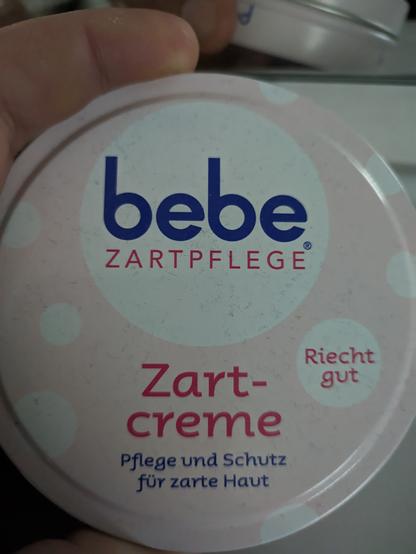 bebe®
ZARTPFLEGE
Riecht
gut
Zart-
creme
Pflege und Schutz
für zarte Haut